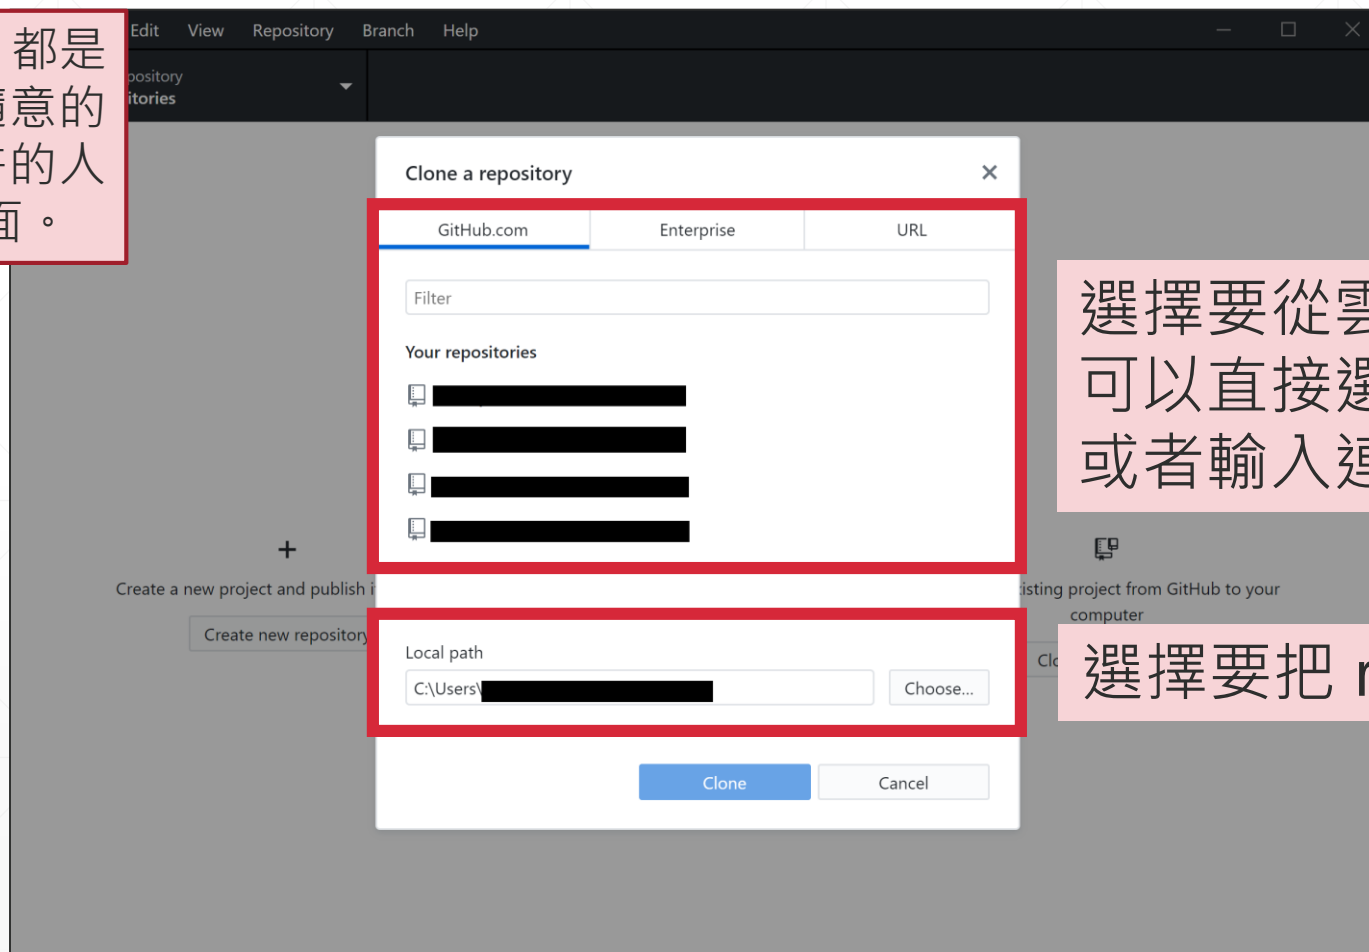 都是
意的
的人
面。
Edit View Repository Branch Help
pository
itories
Clone a repository
GitHub.com Enterprise URL
Filter
Your repositories
選擇要從雲
可以直接選
或者輸入連
Create a new project and publish i
Create new repository
isting project from GitHub to your
computer
Clo
Local path
C:\Users\
Choose...
選擇要把 r
Clone Cancel